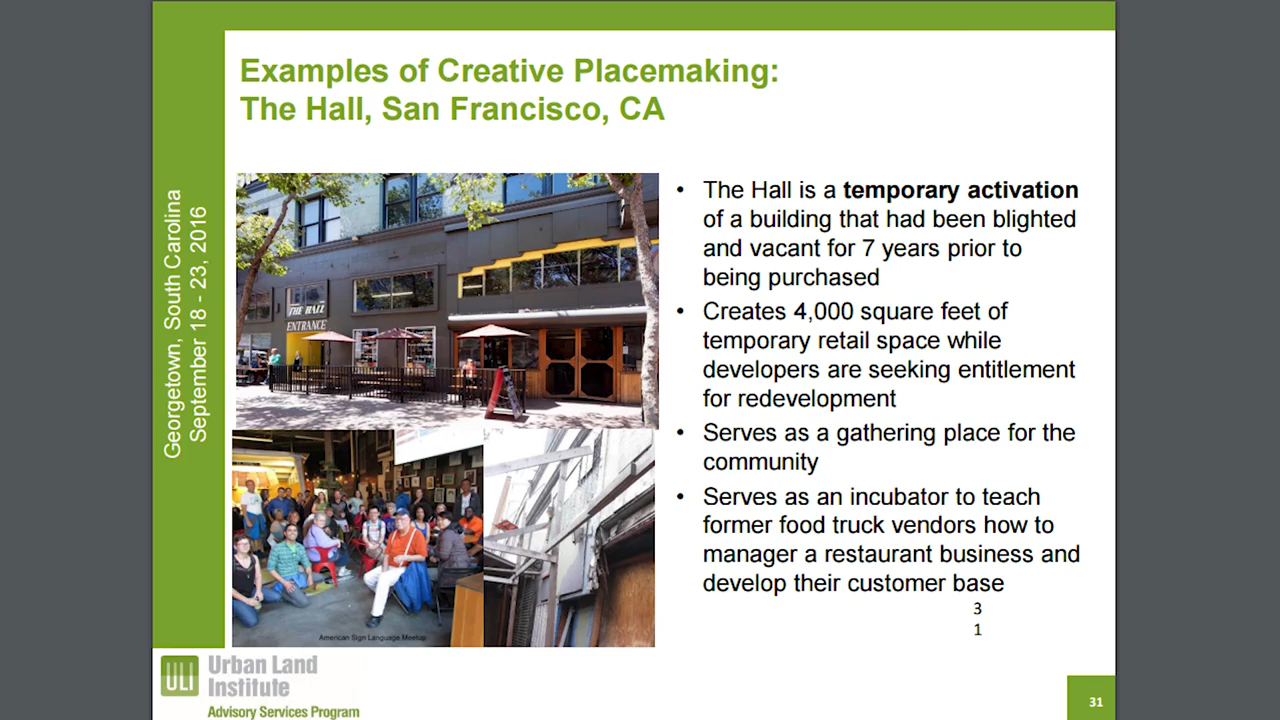 Examples of Creative Placemaking:
The Hall, San Francisco, CA
Georgetown, South Carolina
September 18 - 23, 2016
THE HALL
ENTRANCE
American Sign Language Meetup
• The Hall is a temporary activation
of a building that had been blighted
and vacant for 7 years prior to
being purchased
• Creates 4,000 square feet of
temporary retail space while
developers are seeking entitlement
for redevelopment
• Serves as a gathering place for the
community
• Serves as an incubator to teach
former food truck vendors how to
manager a restaurant business and
develop their customer base
3
1
ULI
Urban Land
Institute
Advisory Services Program
31